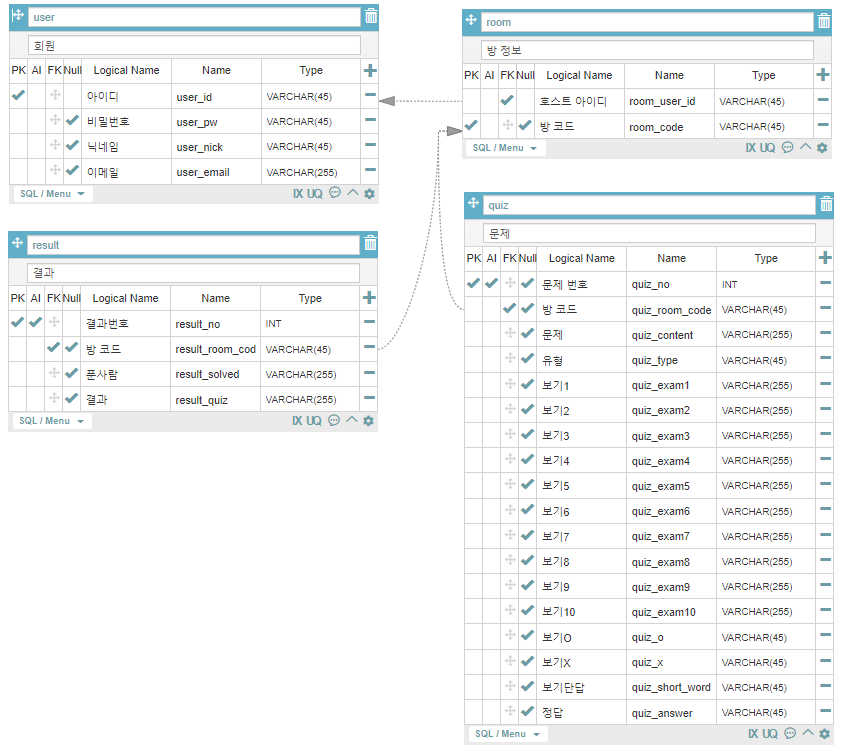 user
회원
PK AI FK Null Logical Name Name Type
아이디 user_id VARCHAR(45)
비밀번호 user_pw VARCHAR(45)
닉네임 user_nick VARCHAR(45)
이메일 user_email VARCHAR(255)
SQL / Menu IX UQ
result
결과
PK AI FK Null Logical Name Name Type
결과번호 result_no INT
방 코드 result_room_cod VARCHAR(45)
푼사람 result_solved VARCHAR(255)
결과 result_quiz VARCHAR(255)
SQL / Menu IX UQ
room
방 정보
PK AI FK Null Logical Name Name Type
호스트 아이디 room_user_id VARCHAR(45)
방 코드 room_code VARCHAR(45)
SQL / Menu IX UQ
quiz
문제
PK AI FK Null Logical Name Name Type
문제 번호 quiz_no INT
방 코드 quiz_room_code VARCHAR(45)
문제 quiz_content VARCHAR(255)
유형 quiz_type VARCHAR(45)
보기1 quiz_exam1 VARCHAR(255)
보기2 quiz_exam2 VARCHAR(255)
보기3 quiz_exam3 VARCHAR(255)
보기4 quiz_exam4 VARCHAR(255)
보기5 quiz_exam5 VARCHAR(255)
보기6 quiz_exam6 VARCHAR(255)
보기7 quiz_exam7 VARCHAR(255)
보기8 quiz_exam8 VARCHAR(255)
보기9 quiz_exam9 VARCHAR(255)
보기10 quiz_exam10 VARCHAR(255)
보기O quiz_o VARCHAR(45)
보기X quiz_x VARCHAR(45)
보기단답 quiz_short_word VARCHAR(45)
정답 quiz_answer VARCHAR(45)
SQL / Menu IX UQ